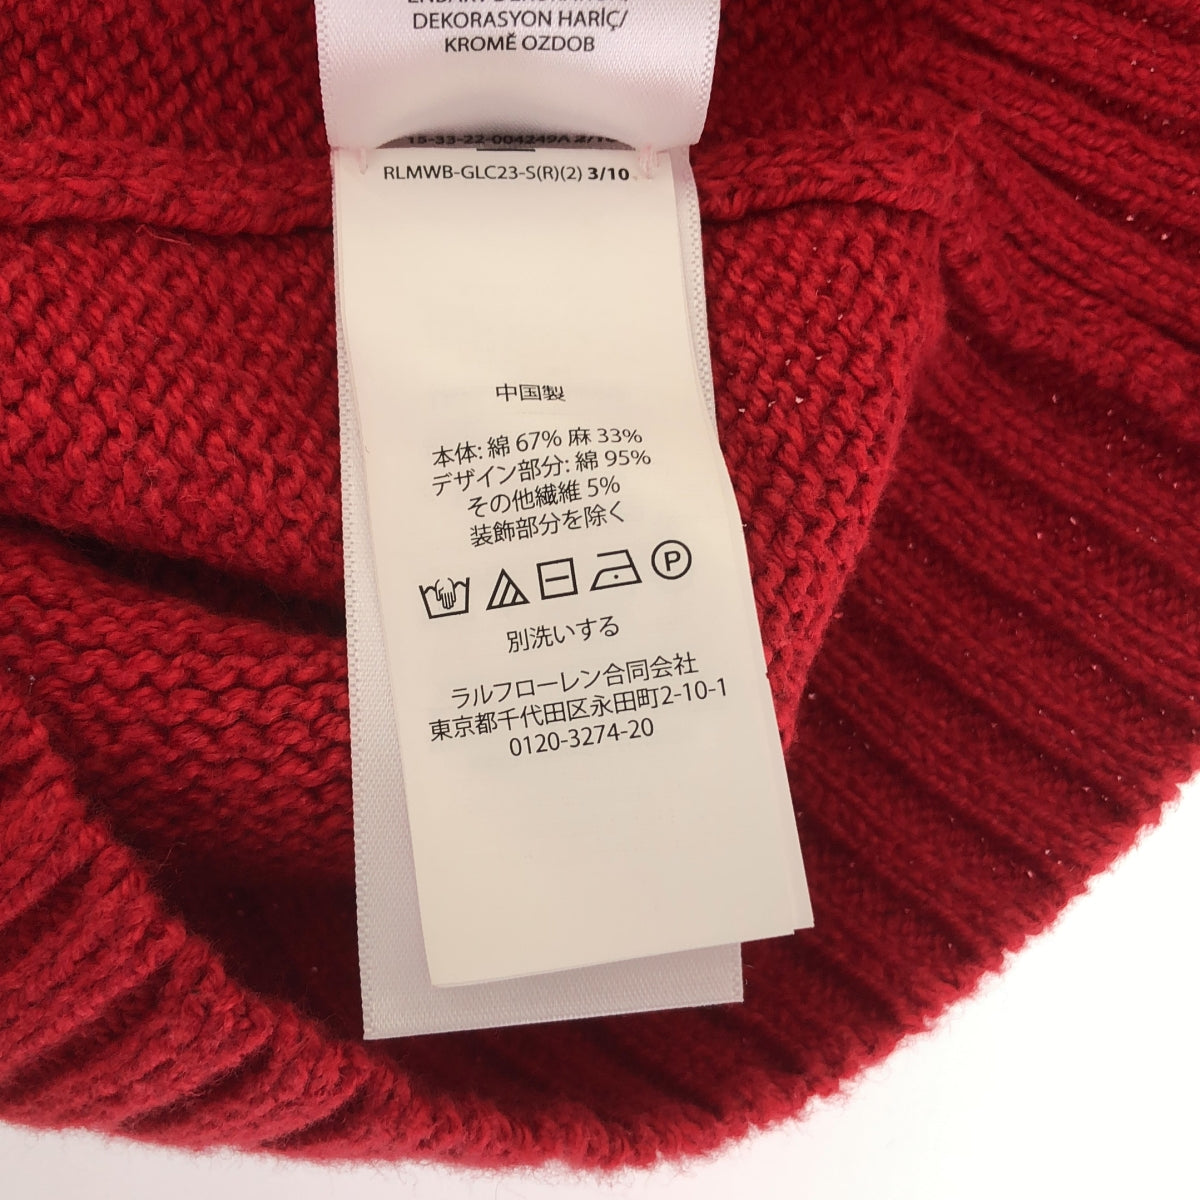 DEKORASYON HARİÇ/
KROMĚ OZDOB
RLMWB-GLC23-S(R)(2) 3/10
中国製
本体: 綿 67% 麻 33%
デザイン部分: 綿 95%
その他繊維 5%
装飾部分を除く
P
別洗いする
ラルフローレン合同会社
東京都千代田区永田町2-10-1
0120-3274-20